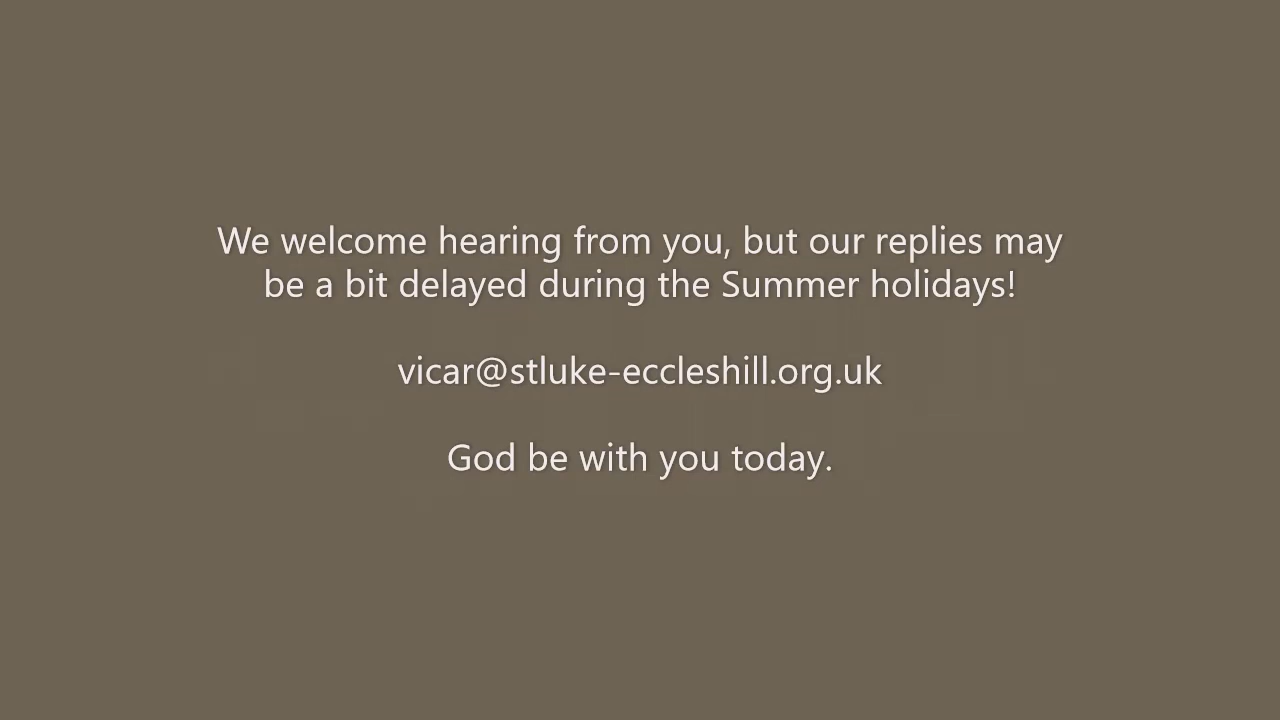 We welcome hearing from you, but our replies may
be a bit delayed during the Summer holidays!
vicar@stluke-eccleshill.org.uk
God be with you today.